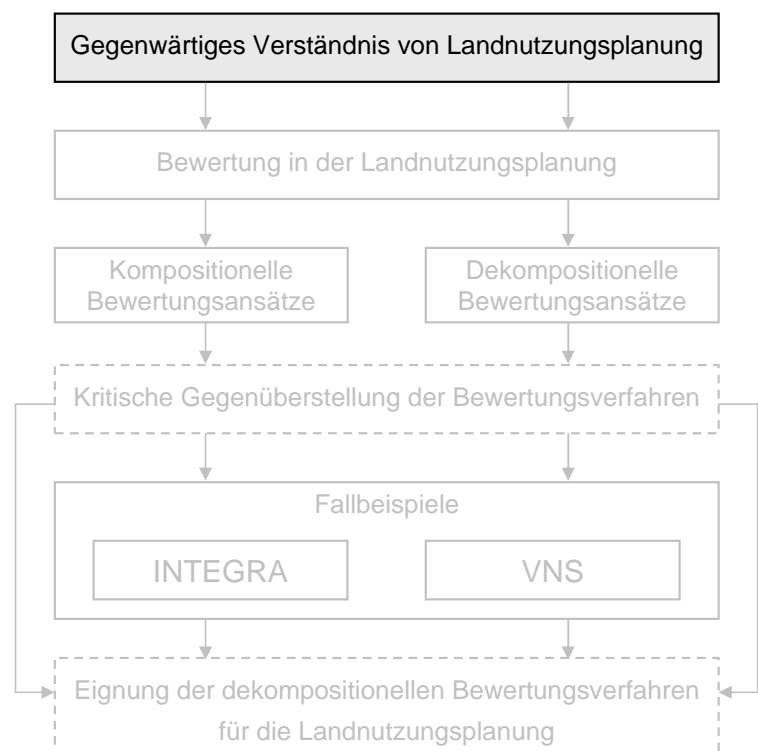 Gegenwärtiges Verständnis von Landnutzungsplanung
Bewertung in der Landnutzungsplanung
Kompositionelle
Bewertungsansätze
Dekompositionelle
Bewertungsansätze
Kritische Gegenüberstellung der Bewertungsverfahren
Fallbeispiele
INTEGRA
VNS
Eignung der dekompositionellen Bewertungsverfahren
für die Landnutzungsplanung